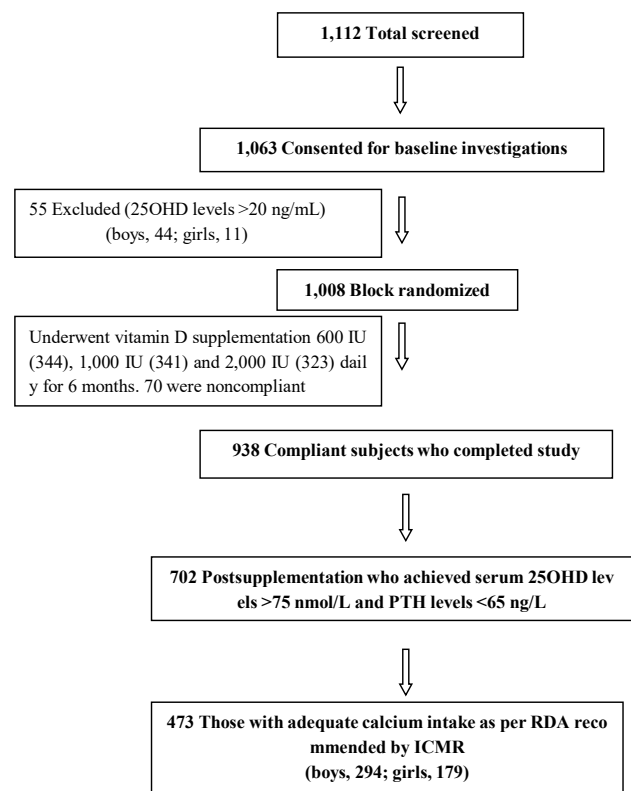 1,112 Total screened
1,063 Consented for baseline investigations
55 Excluded (25OHD levels >20 ng/mL)
(boys, 44; girls, 11)
1,008 Block randomized
Underwent vitamin D supplementation 600 IU
(344), 1,000 IU (341) and 2,000 IU (323) dail
y for 6 months. 70 were noncompliant
938 Compliant subjects who completed study
702 Postsupplementation who achieved serum 25OHD lev
els >75 nmol/L and PTH levels <65 ng/L
473 Those with adequate calcium intake as per RDA reco
mmended by ICMR
(boys, 294; girls, 179)